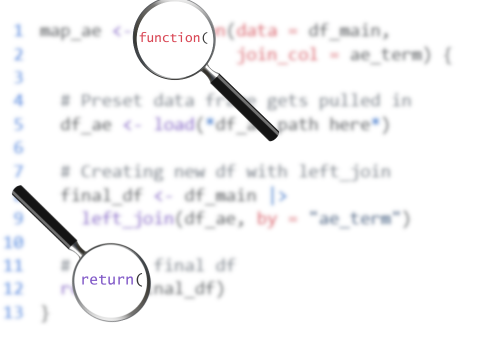 1 map_ae <- function(data = df_main,
2 join_col = ae_term) {
3
4 # Preset data frame gets pulled in
5 df_ae <- load("df_ae path here")
6
7 # Creating new df with left_join
8 final_df <- df_main |>
9 left_join(df_ae, by = "ae_term")
10
11 # final df
12 return(final_df)
13 }